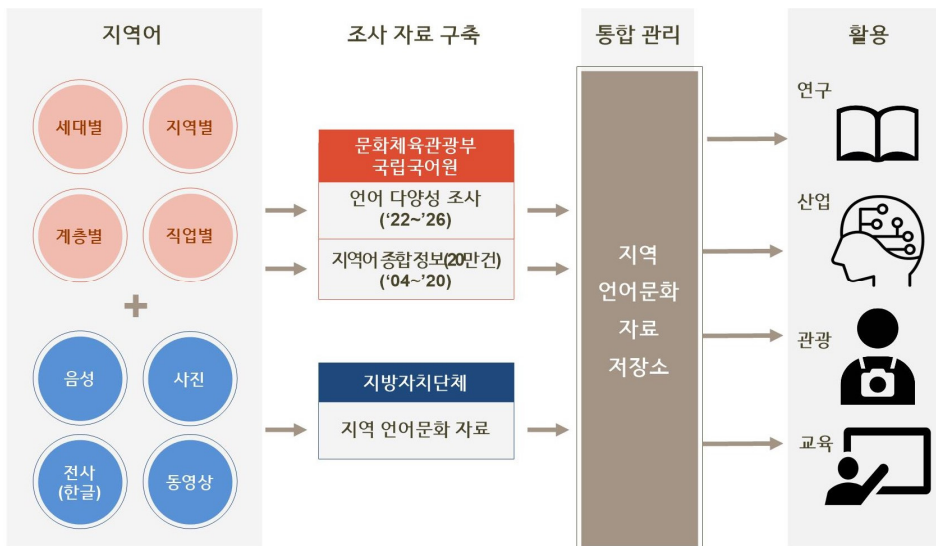 지역어
조사 자료 구축
통합 관리
활용
세대별
지역별
계층별
직업별
음성
사진
전사
(한글)
동영상
문화체육관광부
국립국어원
언어 다양성 조사
(‘22~’26)
지역어 종합정보(20만 건)
(‘04~’20)
지방자치단체
지역 언어문화 자료
지역
언어문화
자료
저장소
연구
산업
관광
교육